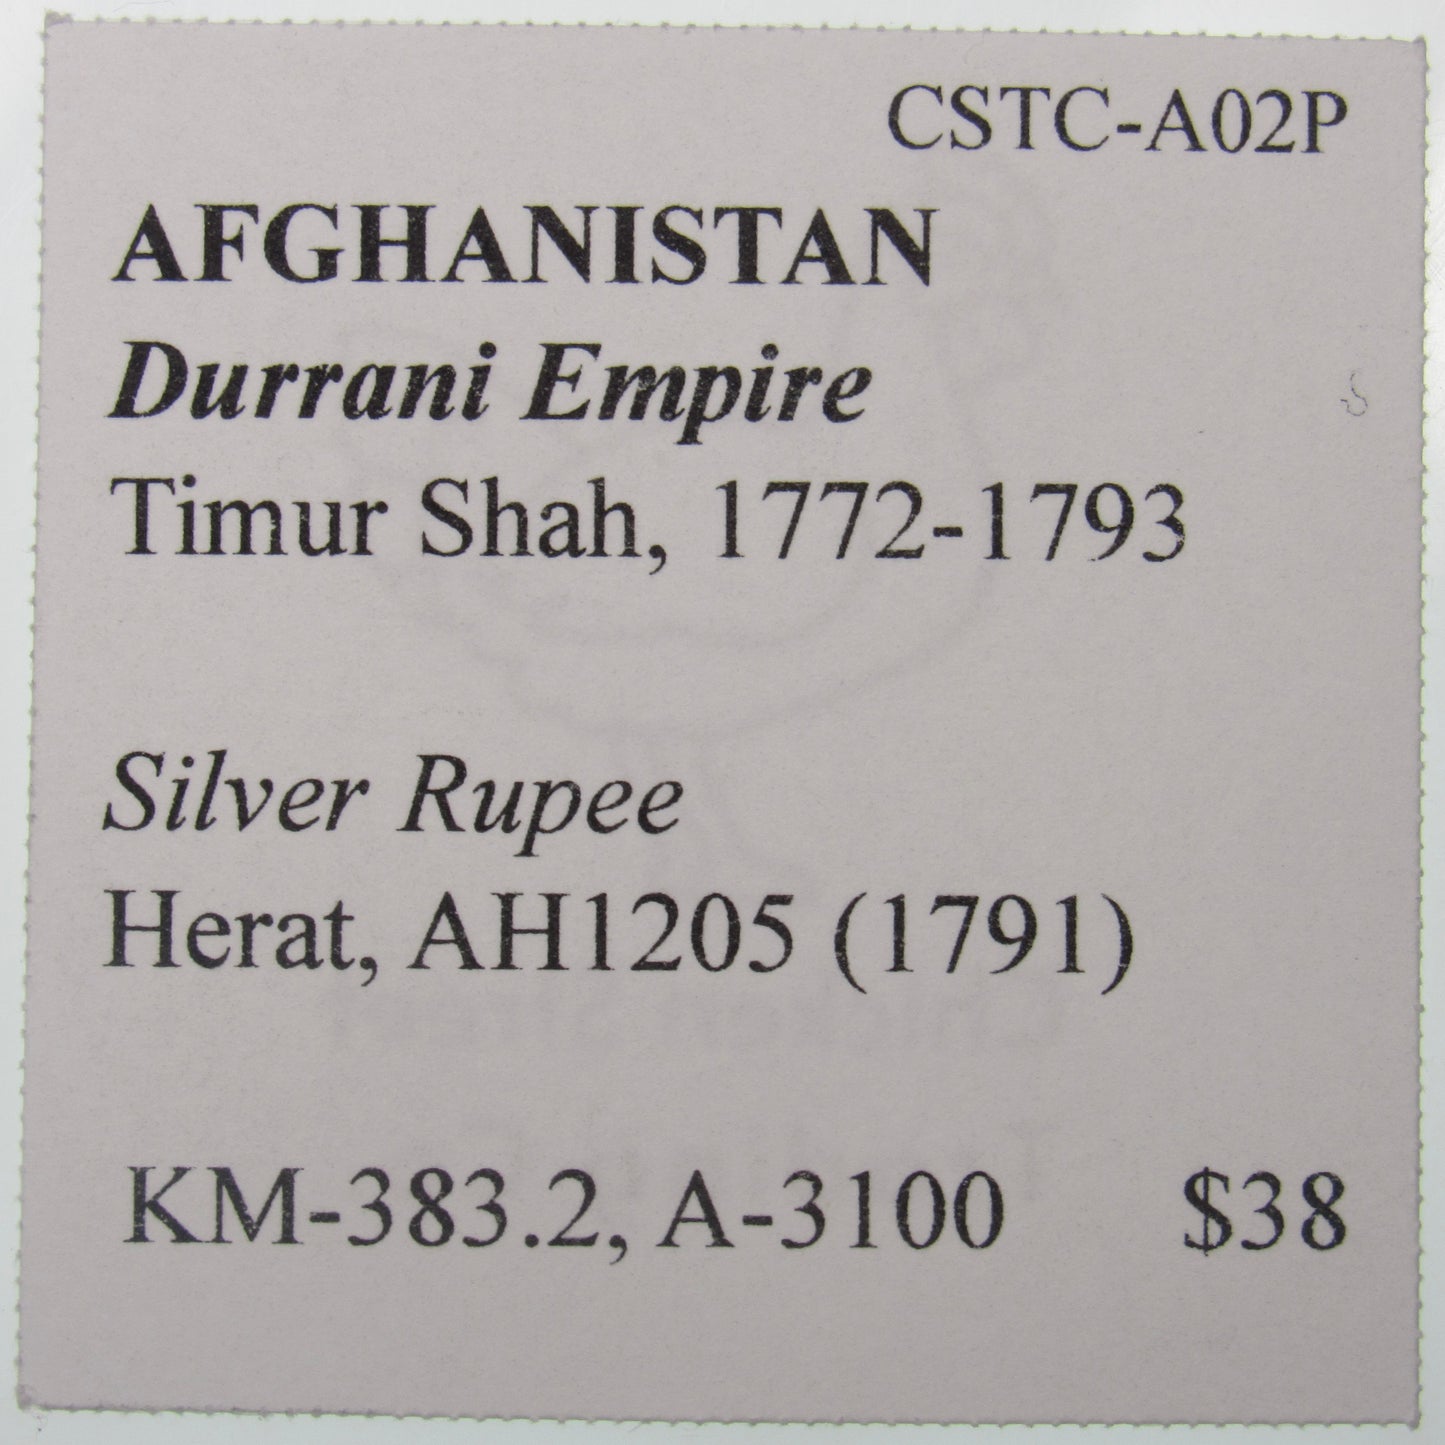 CSTC-A02P
AFGHANISTAN
Durrani Empire
Timur Shah, 1772-1793
Silver Rupee
Herat, AH1205 (1791)
KM-383.2, A-3100 $38